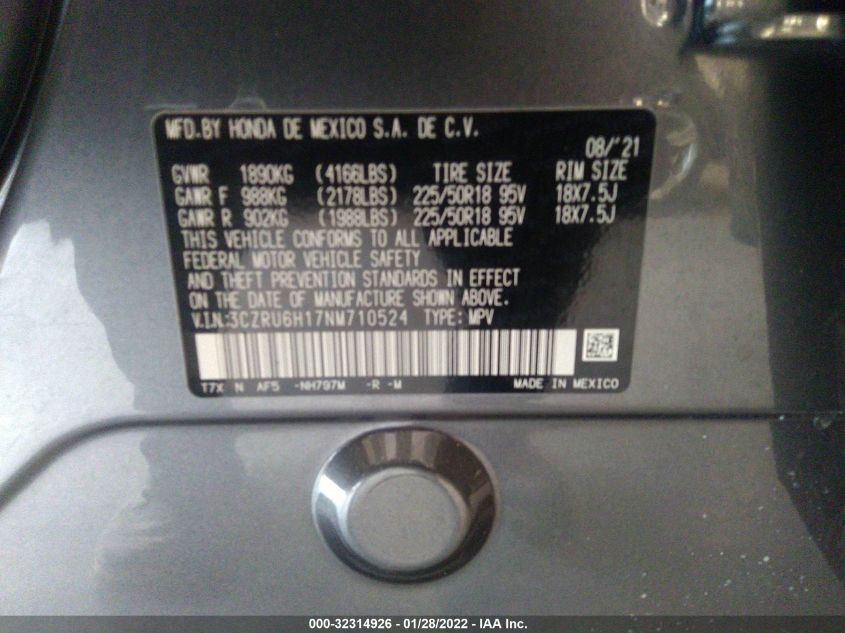 MFD.BY HONDA DE MEXICO S.A. DE C.V.
08/'21
GVWR 1890KG (4166LBS) TIRE SIZE RIM SIZE
GAWR F 988KG (2178LBS) 225/50R18 95V 18X7.5J
GAWR R 902KG (1988LBS) 225/50R18 95V 18X7.5J
THIS VEHICLE CONFORMS TO ALL APPLICABLE
FEDERAL MOTOR VEHICLE SAFETY
AND THEFT PREVENTION STANDARDS IN EFFECT
ON THE DATE OF MANUFACTURE SHOWN ABOVE.
V.I.N.:3CZRU6H17NM710524 TYPE: MPV
T7X N AF5 -NH797M -R -M MADE IN MEXICO
000-32314926 - 01/28/2022 - IAA Inc.